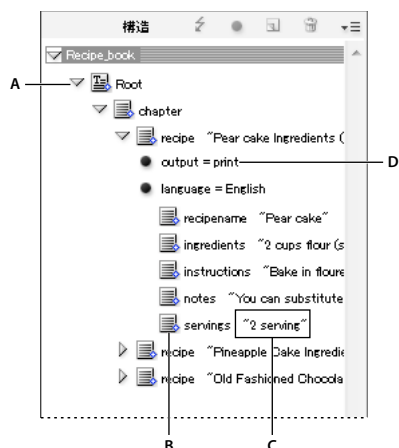 構造
Recipe_book
A
Root
chapter
recipe "Pear cake Ingredients (
output = print
D
language = English
recipename "Pear cake"
ingredients "2 cups flour (s
instructions "Bake in floure
notes "You can substitute
servings "2 serving"
recipe "Pineapple Cake Ingredie
recipe "Old Fashioned Chocola
B
C